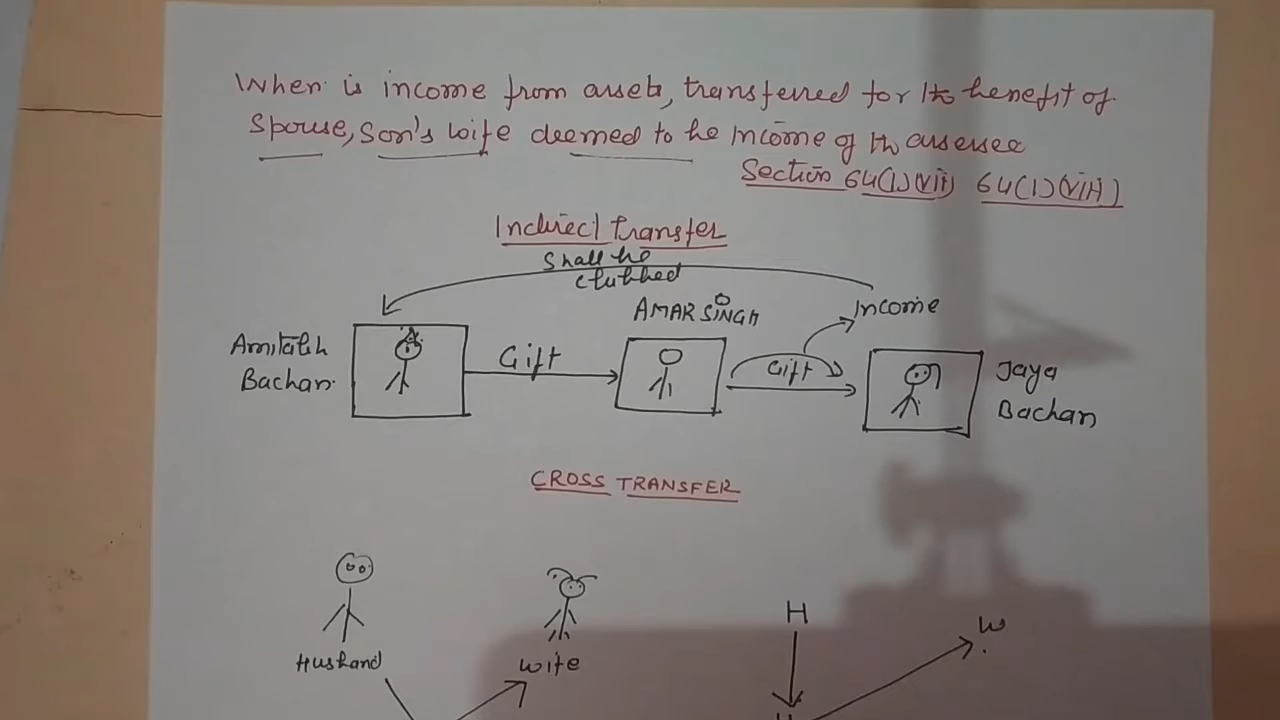 When is income from assets, transferred for the benefit of
Spouse, Son's wife deemed to be Income of the assessee
Section 64(1)(vii) 64(1)(viii)
Indirect transfer
Shall be
clubbed
AMAR SINGH
Income
Amitabh
Bachan
Gift
Gift
Jaya
Bachan
CROSS TRANSFER
H
W
Husband
wife